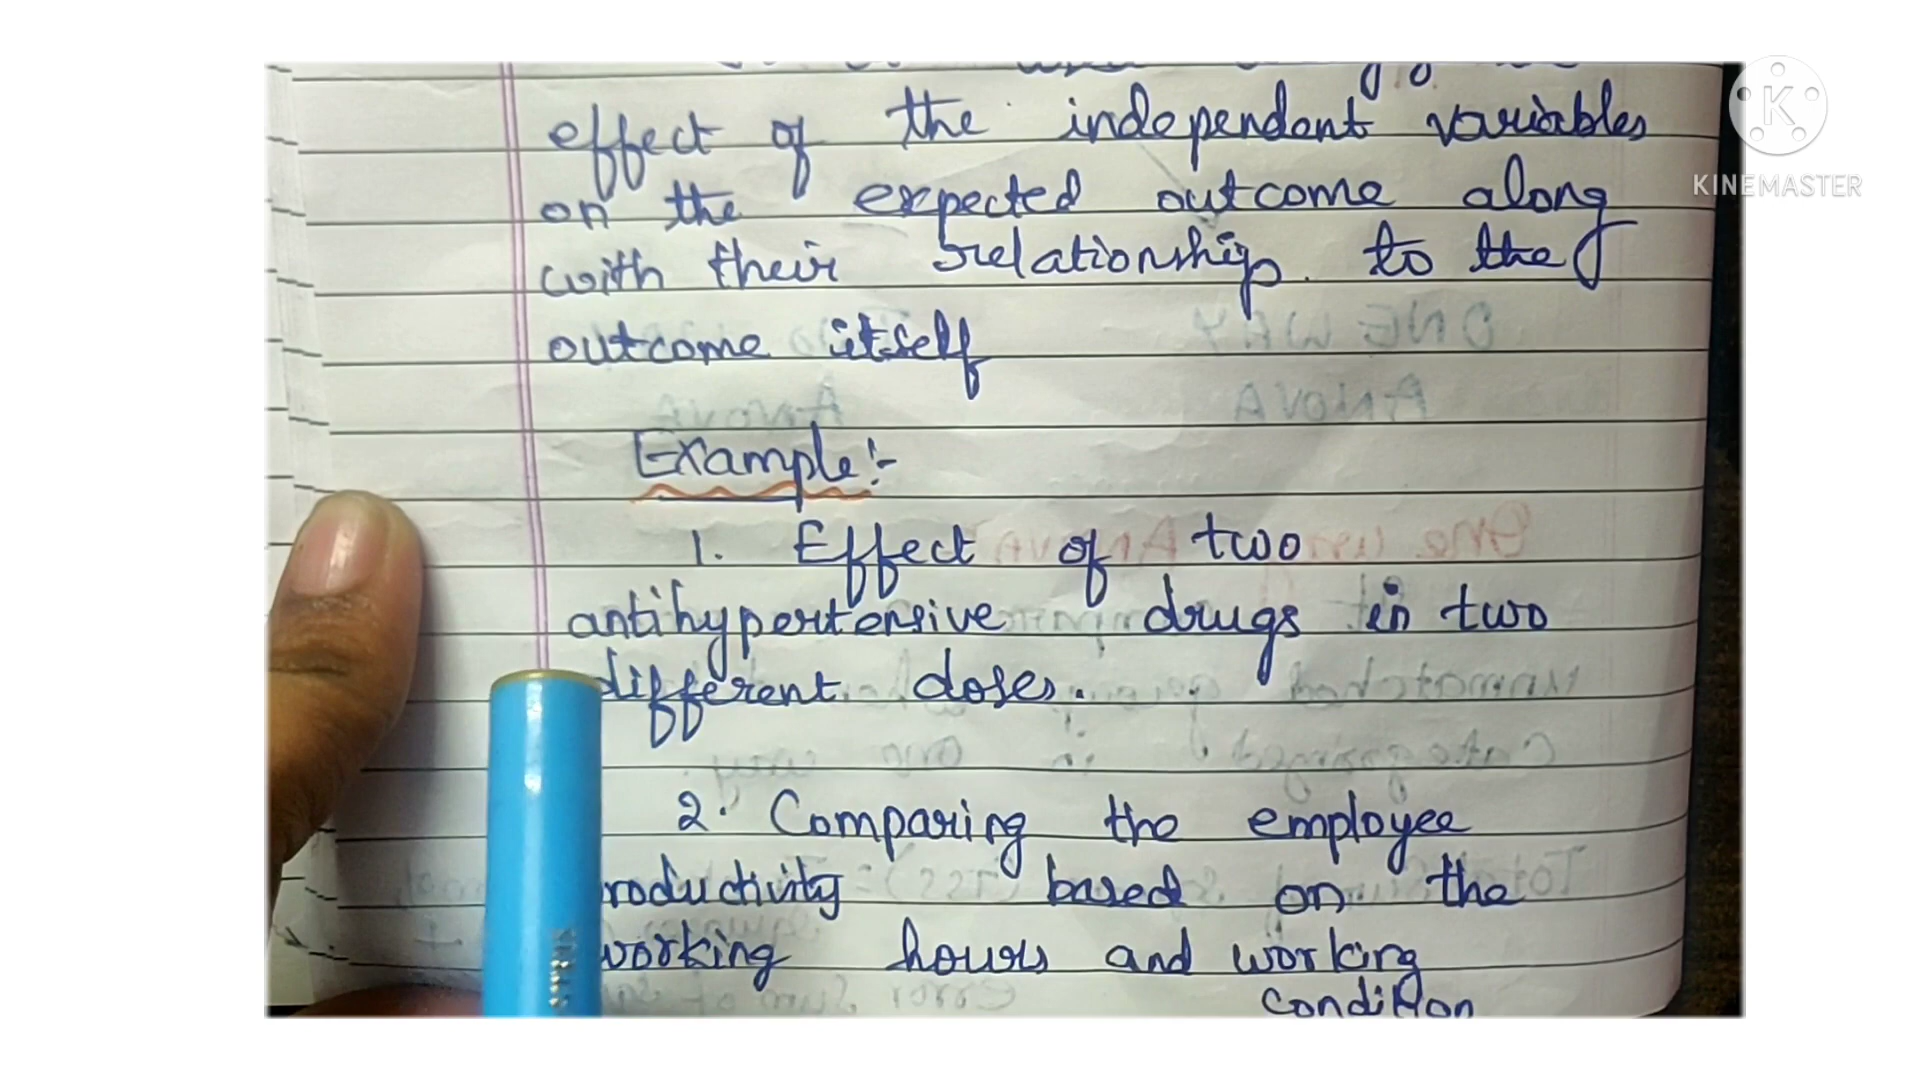 effect of the independent variables
on the expected outcome along
with their relationship to the
outcome itself
Example:-
1. Effect of two
antihypertensive drugs in two
different doses.
2. Comparing the employee
roductivity based on the
working hours and working
condition
K
KINEMASTER